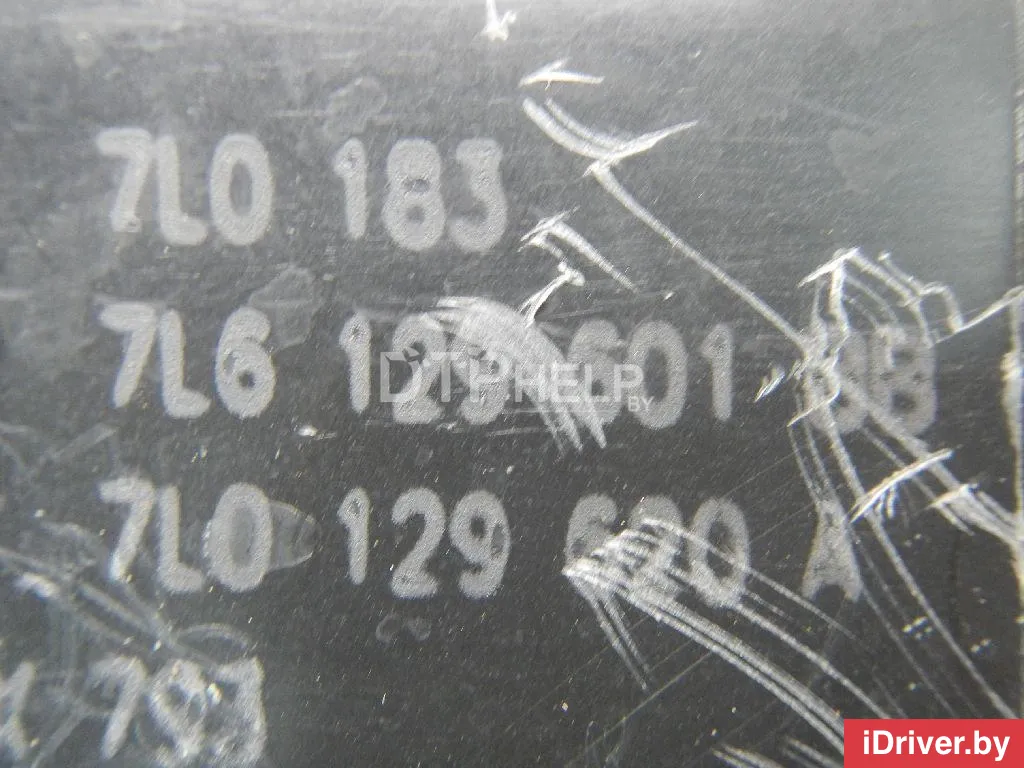 7L0 183
7L6 129 601
7L0 129 620 A
DTPHELP
BY
iDriver.by